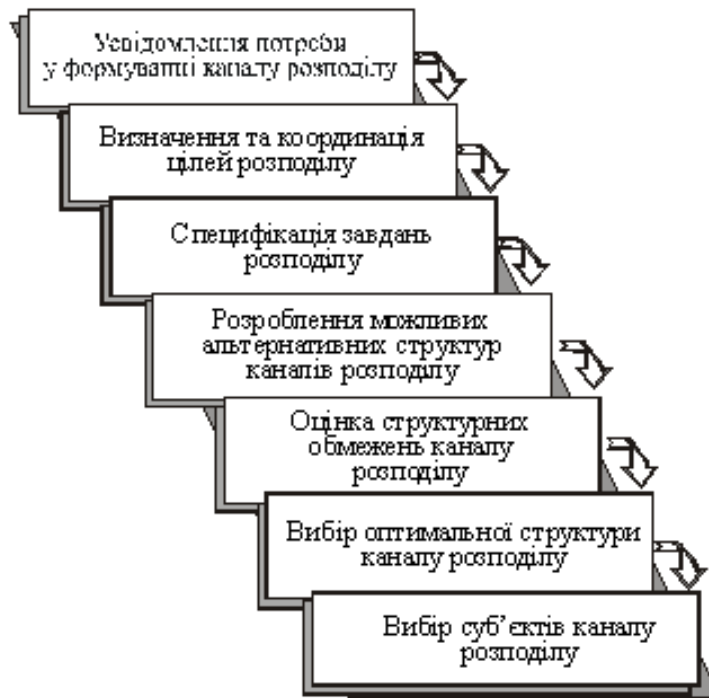 Усвідомлення потреби
у формуванні каналу розподілу
Визначення та координація
цілей розподілу
Специфікація завдань
розподілу
Розроблення можливих
альтернативних структур
каналів розподілу
Оцінка структурних
обмежень каналу
розподілу
Вибір оптимальної структури
каналу розподілу
Вибір суб’єктів каналу
розподілу